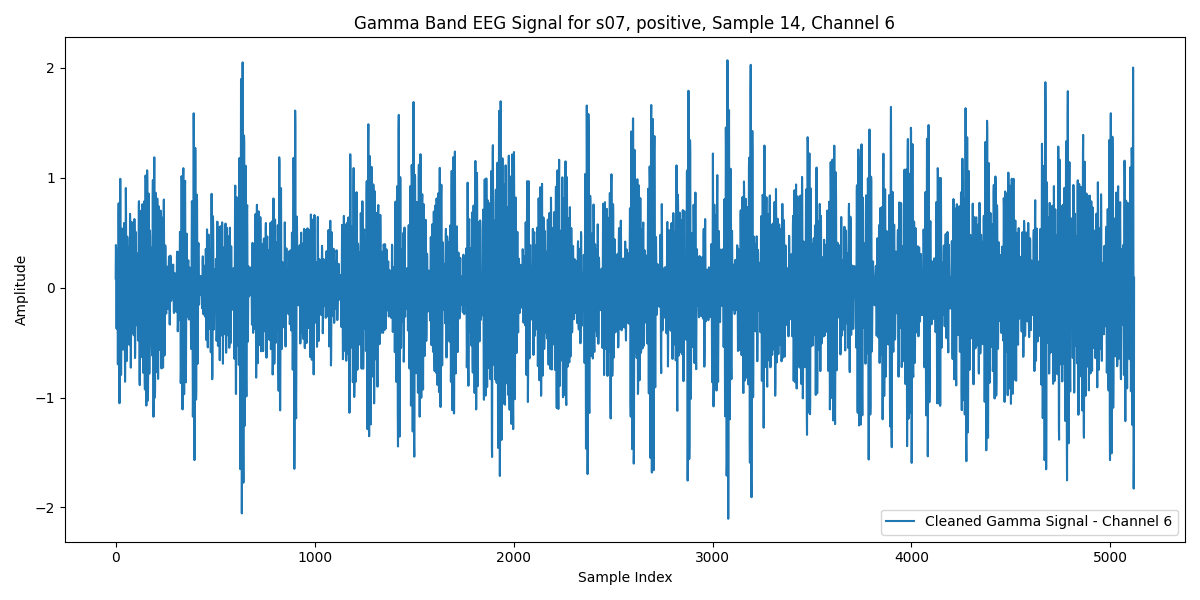 Gamma Band EEG Signal for s07, positive, Sample 14, Channel 6
2
1
0
−1
−2
Amplitude
0 1000 2000 3000 4000 5000
Sample Index
Cleaned Gamma Signal - Channel 6